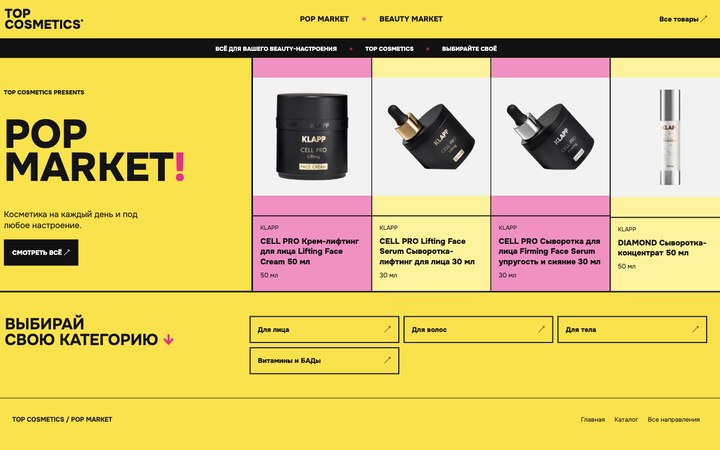 TOP
COSMETICS*
POP MARKET
BEAUTY MARKET
Все товары
ВСЁ ДЛЯ ВАШЕГО BEAUTY-НАСТРОЕНИЯ
TOP COSMETICS
ВЫБИРАЙТЕ СВОЁ
TOP COSMETICS PRESENTS
POP
MARKET!
Косметика на каждый день и под
любое настроение.
СМОТРЕТЬ ВСЁ
KLAPP
CELL PRO
Lifting
FACE CREAM
KLAPP
CELL PRO Крем-лифтинг
для лица Lifting Face
Cream 50 мл
50 мл
KLAPP
CELL PRO
KLAPP
CELL PRO Lifting Face
Serum Сыворотка-
лифтинг для лица 30 мл
30 мл
KLAPP
CELL PRO
KLAPP
CELL PRO Сыворотка для
лица Firming Face Serum
упругость и сияние 30 мл
30 мл
KLAPP
KLAPP
DIAMOND Сыворотка-
концентрат 50 мл
50 мл
ВЫБИРАЙ
СВОЮ КАТЕГОРИЮ
Для лица
Для волос
Для тела
Витамины и БАДы
TOP COSMETICS / POP MARKET
Главная
Каталог
Все направления